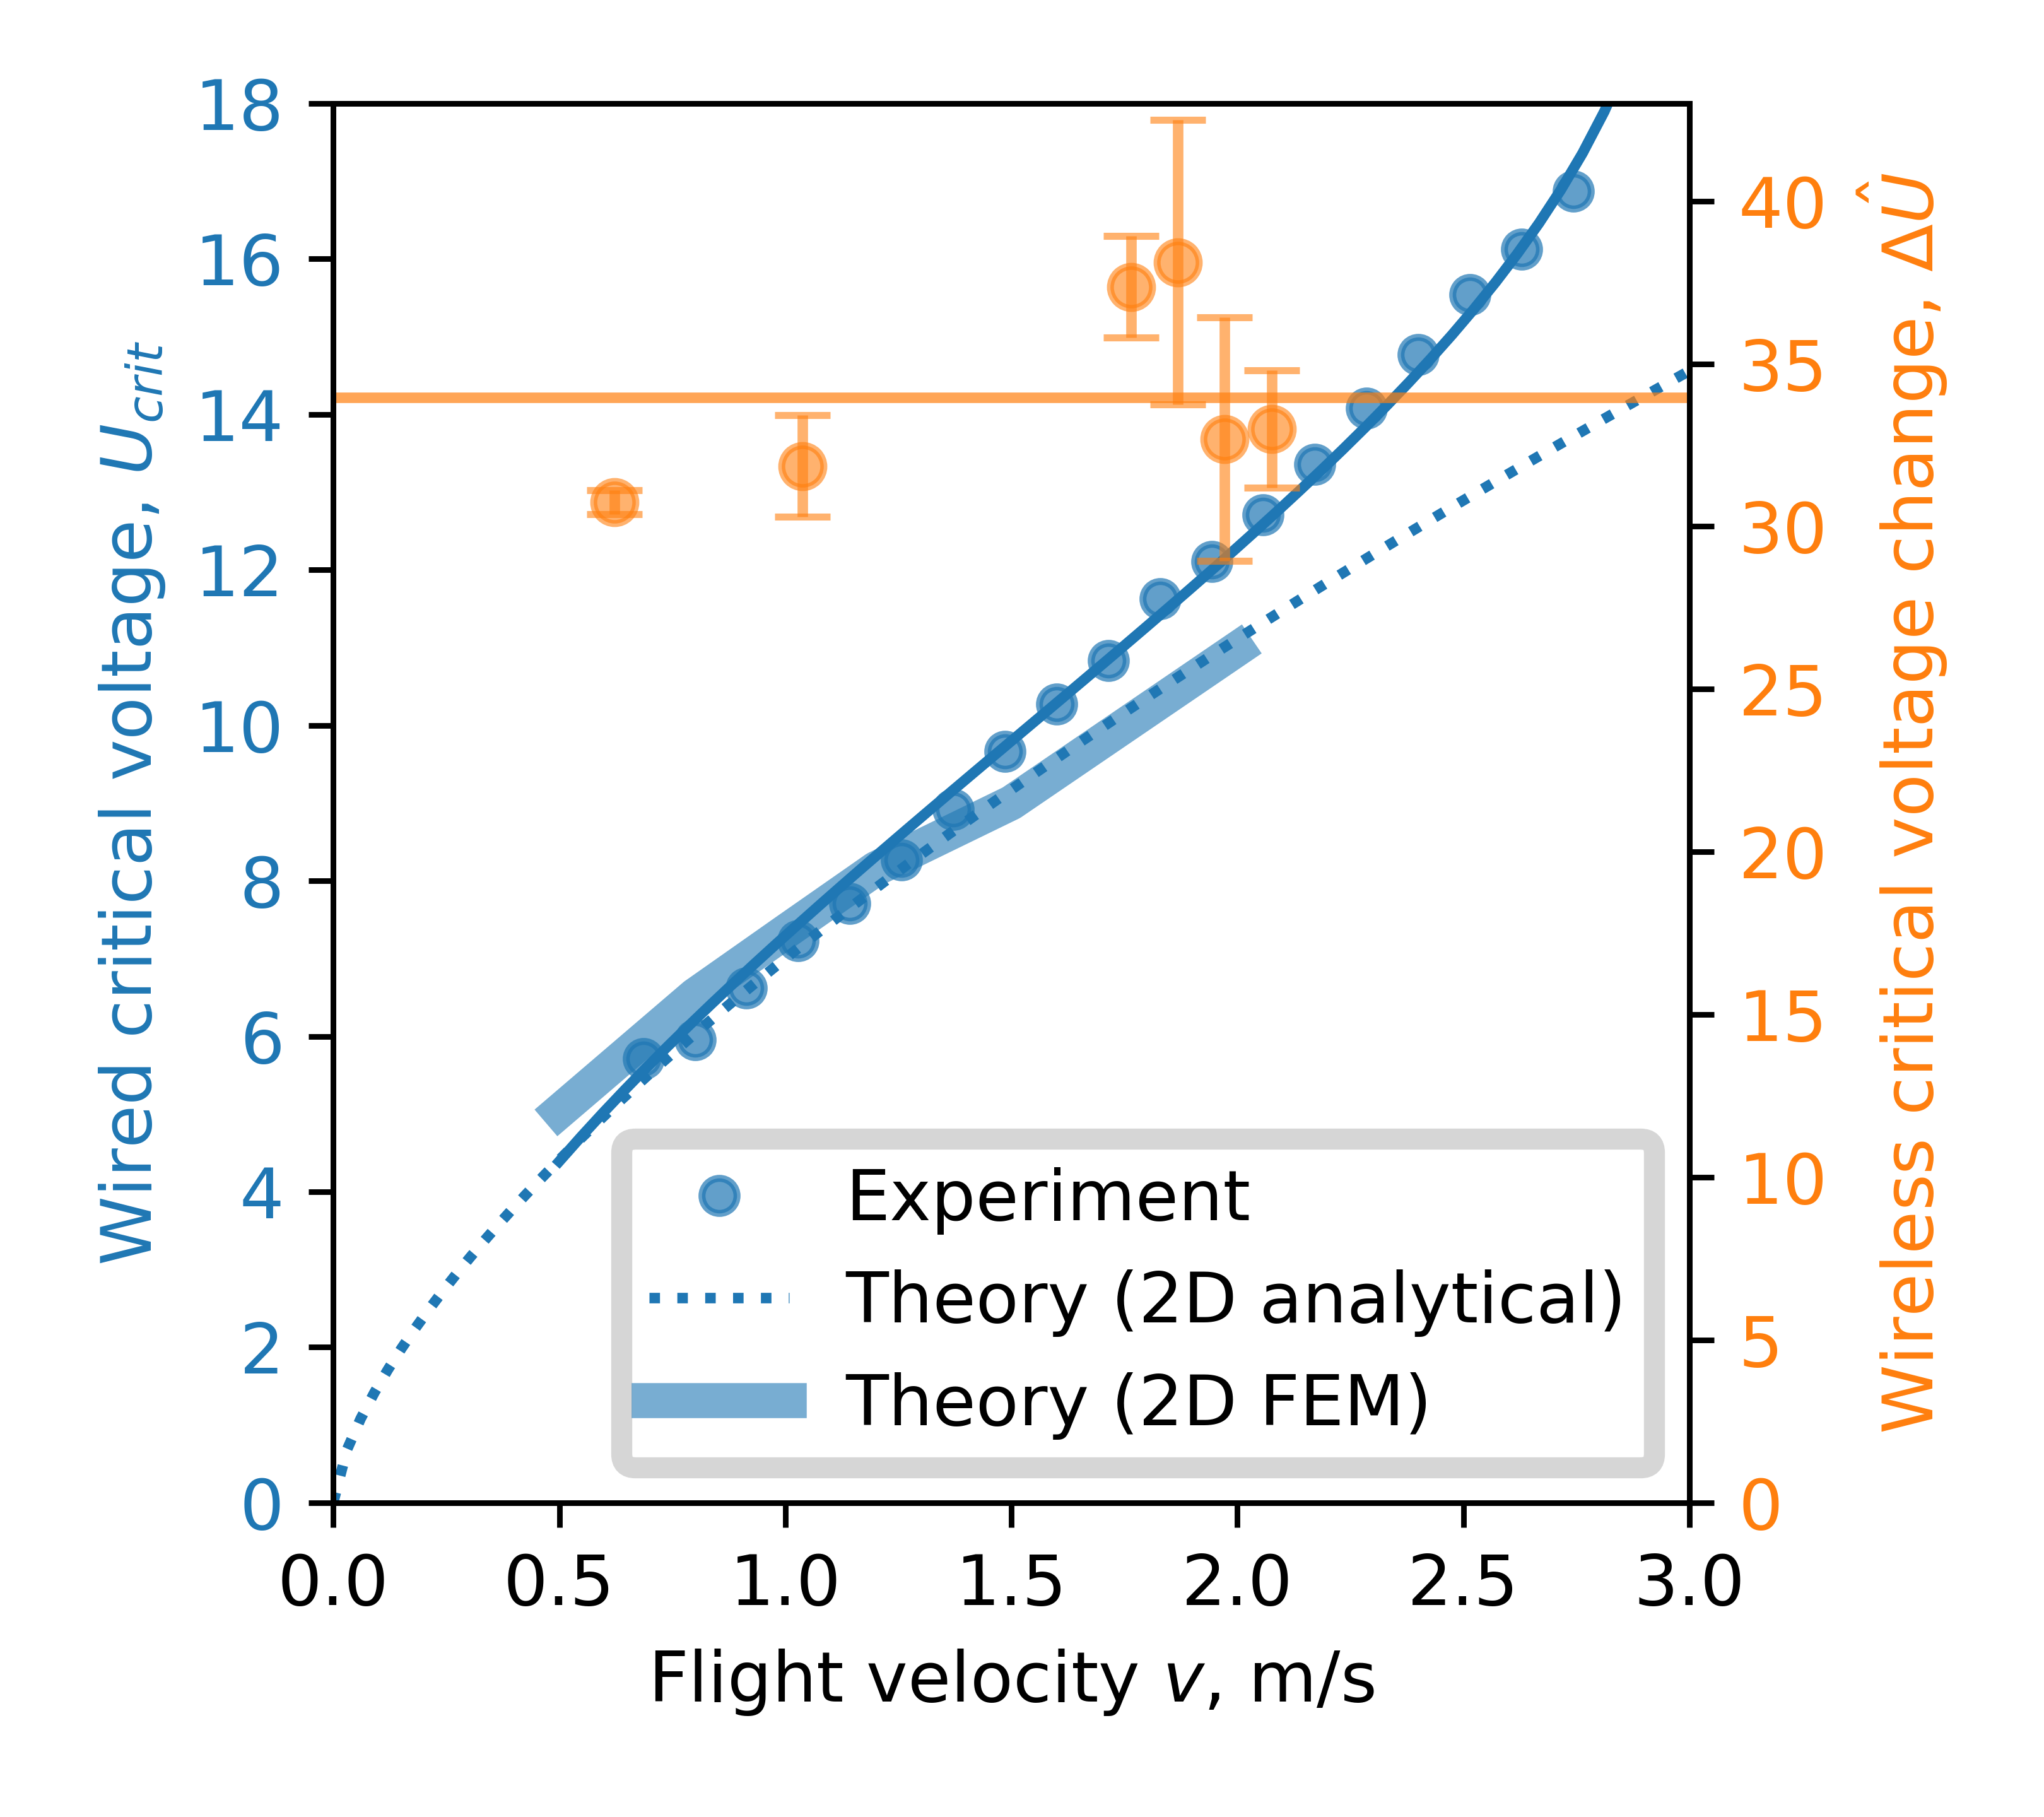 Wired critical voltage, U_crit
18
16
14
12
10
8
6
4
2
0
40
35
30
25
20
15
10
5
0
Wireless critical voltage change, ΔÛ
Experiment
Theory (2D analytical)
Theory (2D FEM)
0.0 0.5 1.0 1.5 2.0 2.5 3.0
Flight velocity v, m/s